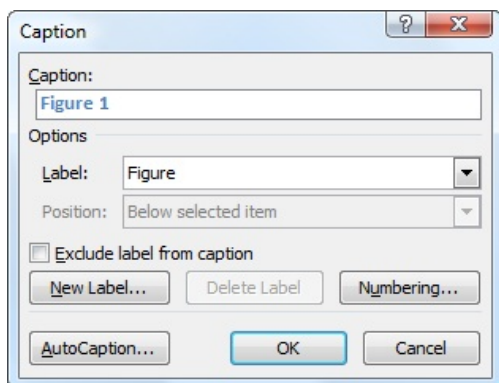 Caption
Caption:
Figure 1
Options
Label: Figure
Position: Below selected item
Exclude label from caption
New Label... Delete Label Numbering...
AutoCaption... OK Cancel